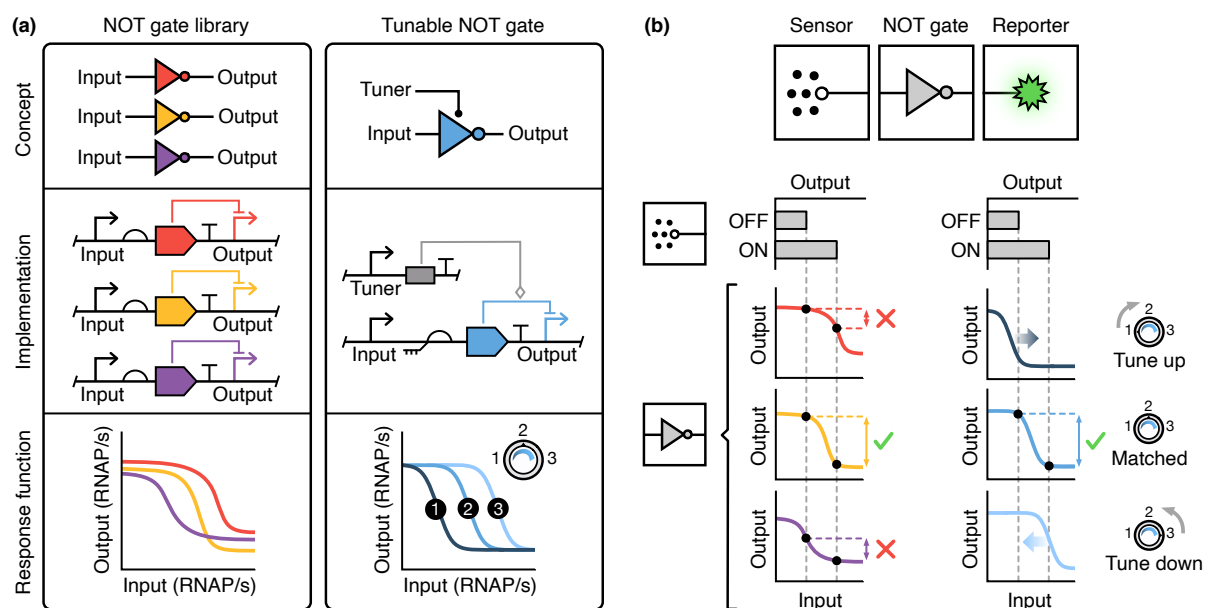 (a)
NOT gate library
Tunable NOT gate
Concept
Input
Output
Input
Output
Input
Output
Tuner
Input
Output
Implementation
Input
Output
Input
Output
Input
Output
Tuner
Input
Output
Response function
Output (RNAP/s)
Input (RNAP/s)
Output (RNAP/s)
Input (RNAP/s)
1 2 3
1 2 3
(b)
Sensor
NOT gate
Reporter
Output
OFF
ON
Output
OFF
ON
Output
Output
1 2 3
Tune up
Output
Output
1 2 3
Matched
Output
Output
1 2 3
Tune down
Input
Input